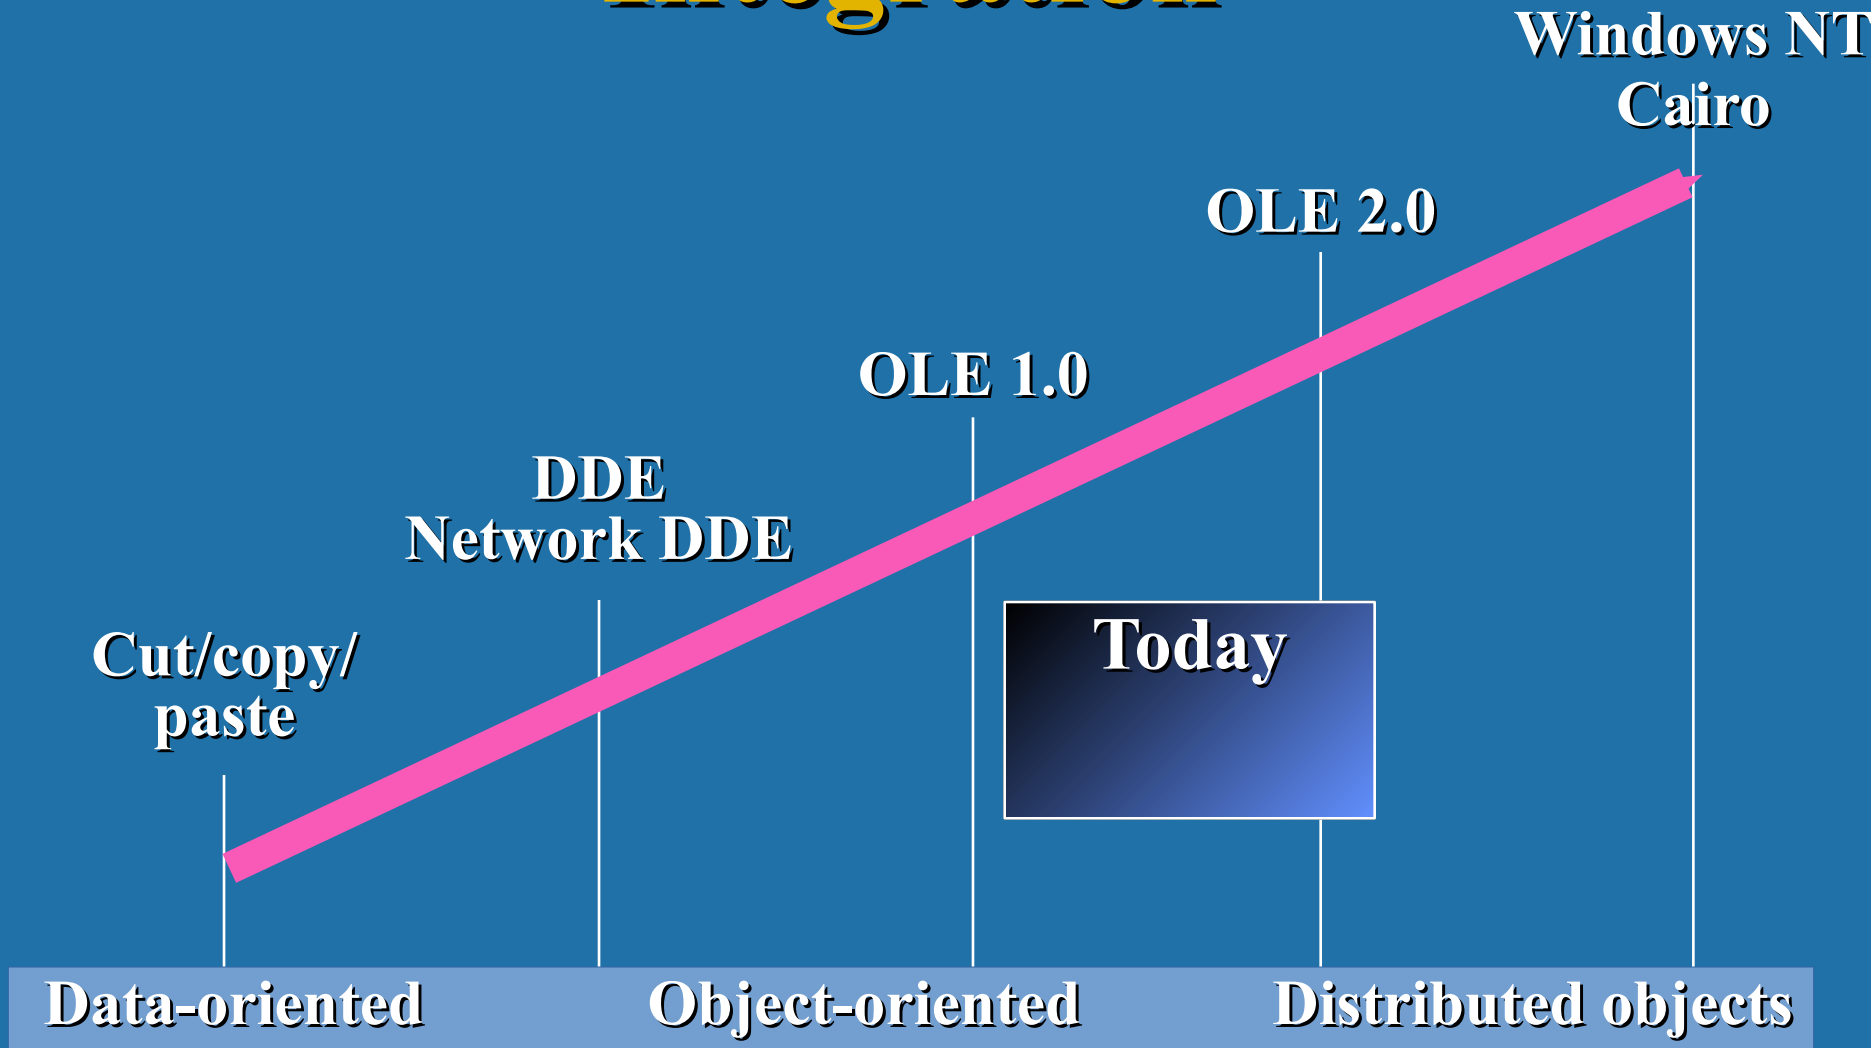 Integration
Windows NT
Cairo
OLE 2.0
OLE 1.0
DDE
Network DDE
Cut/copy/
paste
Today
Data-oriented
Object-oriented
Distributed objects